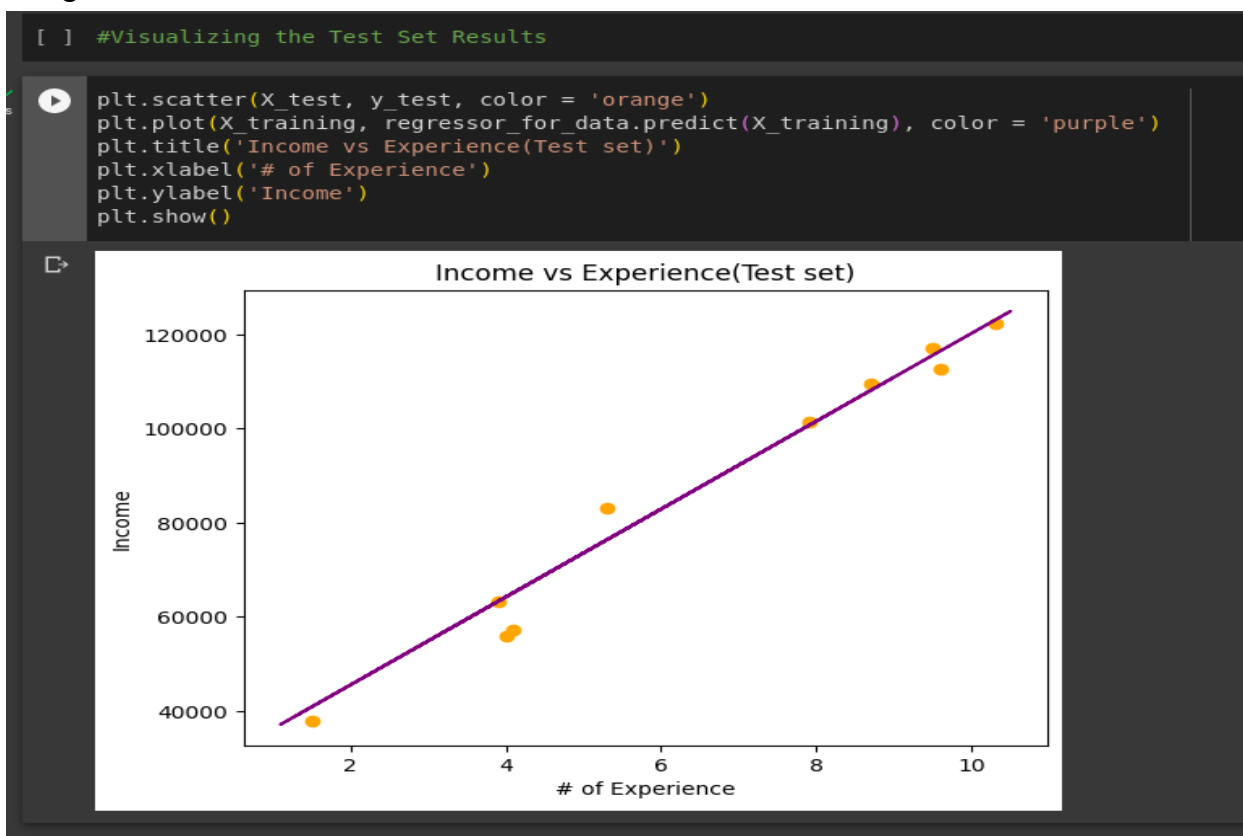 [ ] #Visualizing the Test Set Results
plt.scatter(X_test, y_test, color = 'orange')
plt.plot(X_training, regressor_for_data.predict(X_training), color = 'purple')
plt.title('Income vs Experience(Test set)')
plt.xlabel('# of Experience')
plt.ylabel('Income')
plt.show()
Income vs Experience(Test set)
120000
100000
80000
60000
40000
Income
2 4 6 8 10
# of Experience